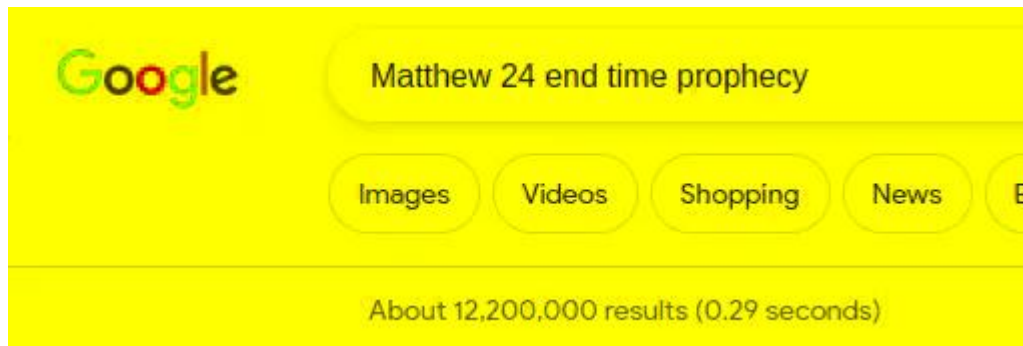 Google Matthew 24 end time prophecy
Images Videos Shopping News
About 12,200,000 results (0.29 seconds)